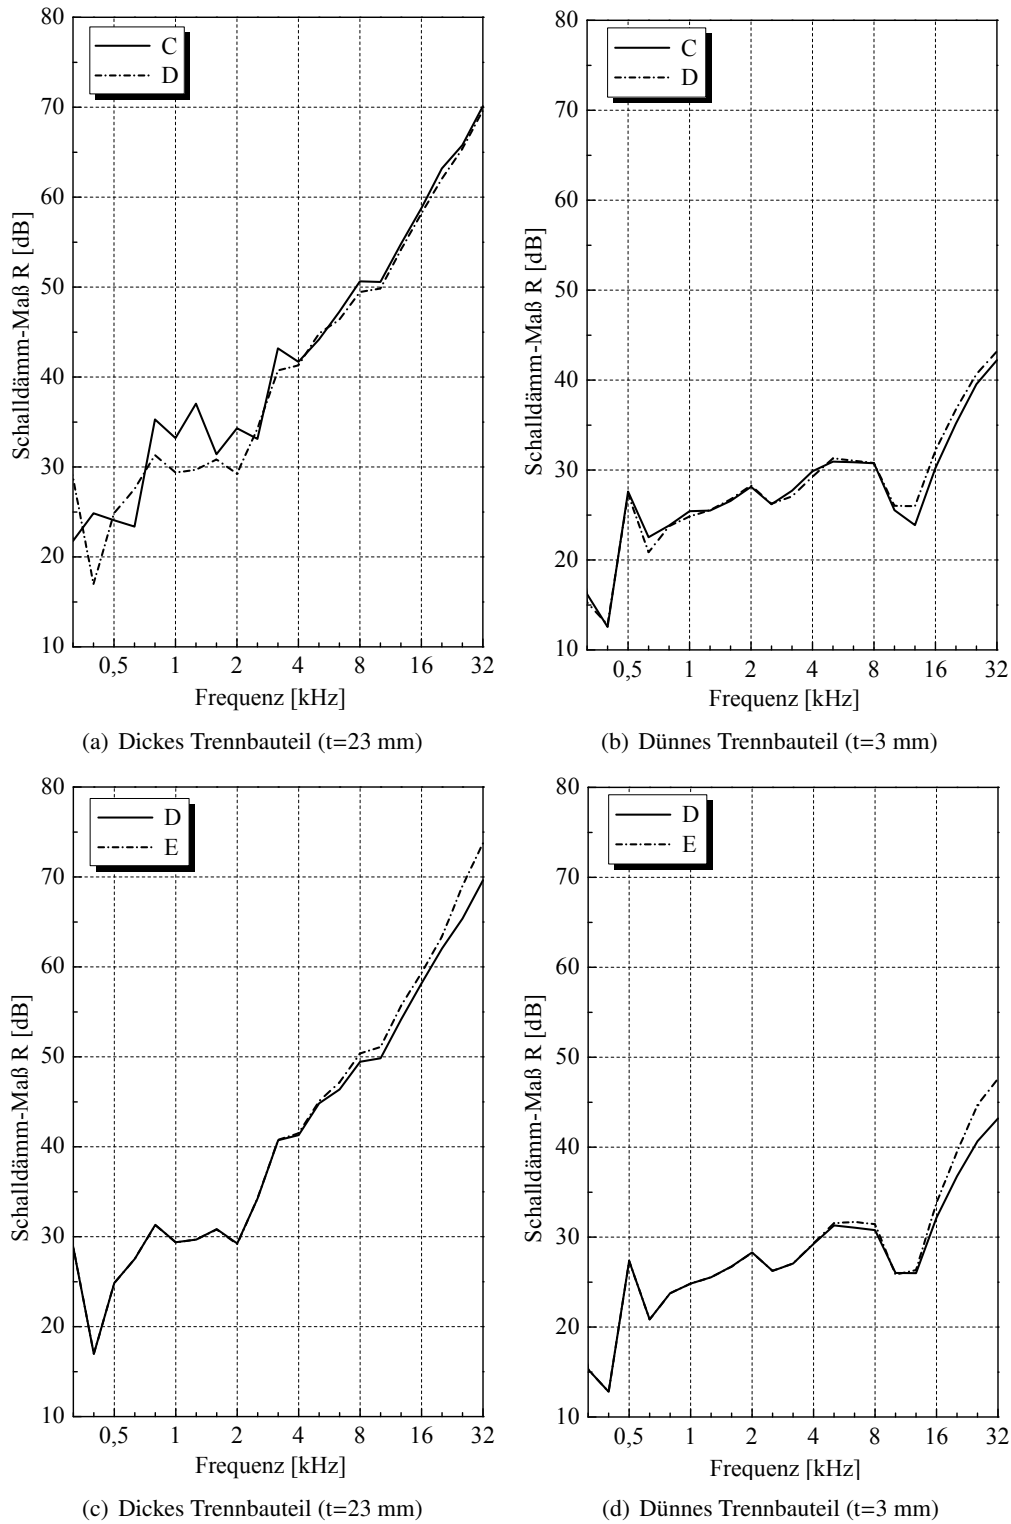 80
70
60
50
40
30
20
10
C
D
Schalldämm-Maß R [dB]
0,5 1 2 4 8 16 32
Frequenz [kHz]
(a) Dickes Trennbauteil (t=23 mm)
80
70
60
50
40
30
20
10
C
D
Schalldämm-Maß R [dB]
0,5 1 2 4 8 16 32
Frequenz [kHz]
(b) Dünnes Trennbauteil (t=3 mm)
80
70
60
50
40
30
20
10
D
E
Schalldämm-Maß R [dB]
0,5 1 2 4 8 16 32
Frequenz [kHz]
(c) Dickes Trennbauteil (t=23 mm)
80
70
60
50
40
30
20
10
D
E
Schalldämm-Maß R [dB]
0,5 1 2 4 8 16 32
Frequenz [kHz]
(d) Dünnes Trennbauteil (t=3 mm)